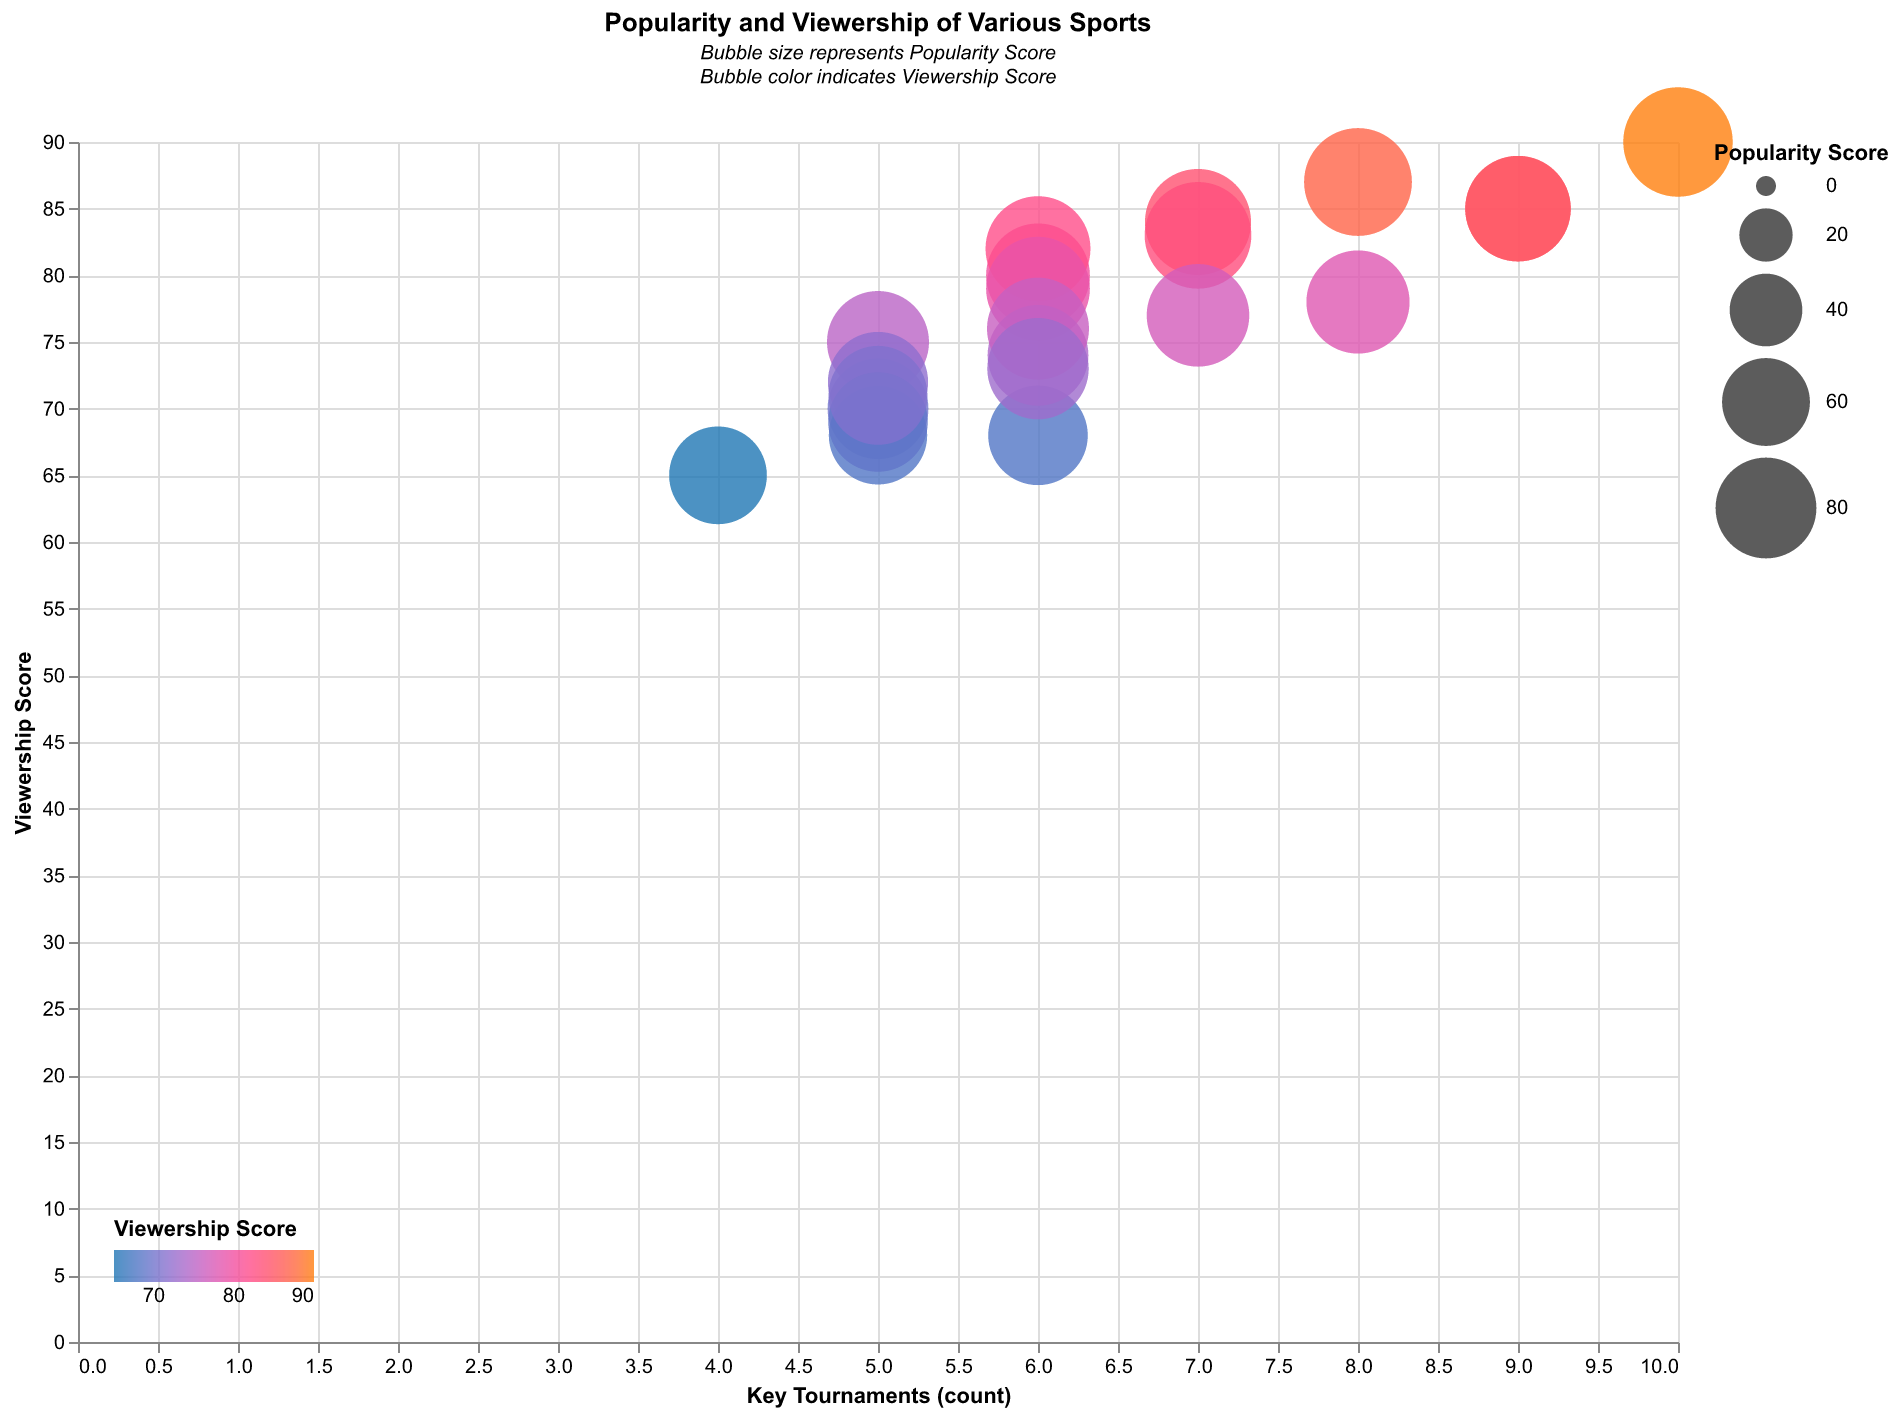 Popularity and Viewership of Various Sports
Bubble size represents Popularity Score
Bubble color indicates Viewership Score
90
85
80
75
70
65
60
55
50
45
40
35
30
25
20
15
10
5
0
Viewership Score
0.0 0.5 1.0 1.5 2.0 2.5 3.0 3.5 4.0 4.5 5.0 5.5 6.0 6.5 7.0 7.5 8.0 8.5 9.0 9.5 10.0
Key Tournaments (count)
Popularity Score
0
20
40
60
80
Viewership Score
70 80 90